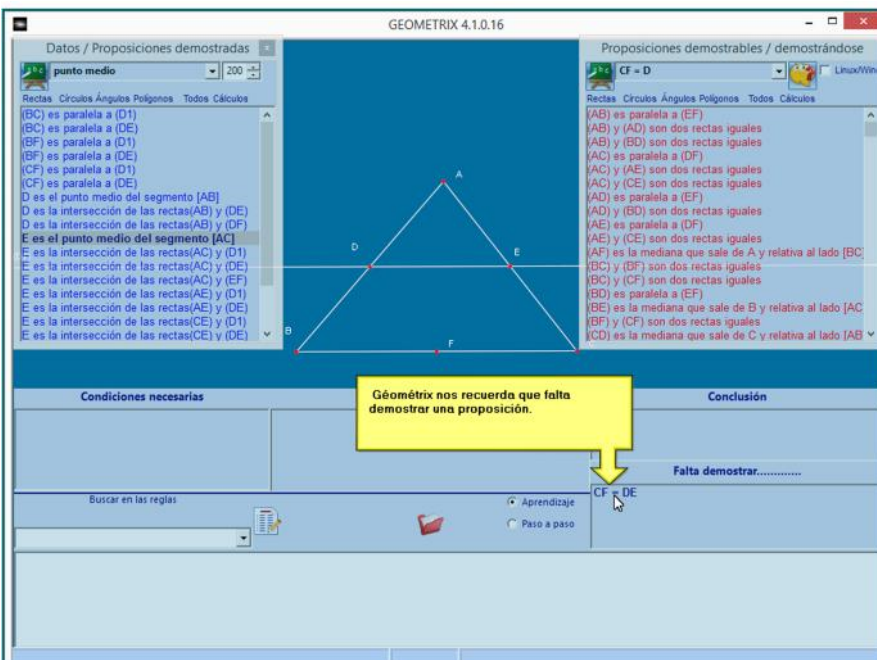 GEOMETRIX 4.1.0.16
Datos / Proposiciones demostradas
punto medio
200
Rectas Círculos Ángulos Polígonos Todos Cálculos
(BC) es paralela a (D1)
(BC) es paralela a (DE)
(BF) es paralela a (D1)
(BF) es paralela a (DE)
(CF) es paralela a (D1)
(CF) es paralela a (DE)
D es el punto medio del segmento [AB]
D es la intersección de las rectas(AB) y (DE)
D es la intersección de las rectas(AB) y (DF)
E es el punto medio del segmento [AC]
E es la intersección de las rectas(AC) y (D1)
E es la intersección de las rectas(AC) y (DE)
E es la intersección de las rectas(AC) y (EF)
E es la intersección de las rectas(AE) y (D1)
E es la intersección de las rectas(AE) y (DE)
E es la intersección de las rectas(CE) y (D1)
E es la intersección de las rectas(CE) y (DE)
A
D
E
B
F
Proposiciones demostrables / demostrándose
CF = D
Linux/Win
Rectas Círculos Ángulos Polígonos Todos Cálculos
(AB) es paralela a (EF)
(AB) y (AD) son dos rectas iguales
(AB) y (BD) son dos rectas iguales
(AC) es paralela a (DF)
(AC) y (AE) son dos rectas iguales
(AC) y (CE) son dos rectas iguales
(AD) es paralela a (EF)
(AD) y (BD) son dos rectas iguales
(AE) es paralela a (DF)
(AE) y (CE) son dos rectas iguales
(AF) es la mediana que sale de A y relativa al lado [BC]
(BC) y (BF) son dos rectas iguales
(BC) y (CF) son dos rectas iguales
(BD) es paralela a (EF)
(BE) es la mediana que sale de B y relativa al lado [AC
(BF) y (CF) son dos rectas iguales
(CD) es la mediana que sale de C y relativa al lado [AB
Condiciones necesarias
Géométrix nos recuerda que falta
demostrar una proposición.
Conclusión
Falta demostrar.............
CF = DE
Buscar en las reglas
Aprendizaje
Paso a paso